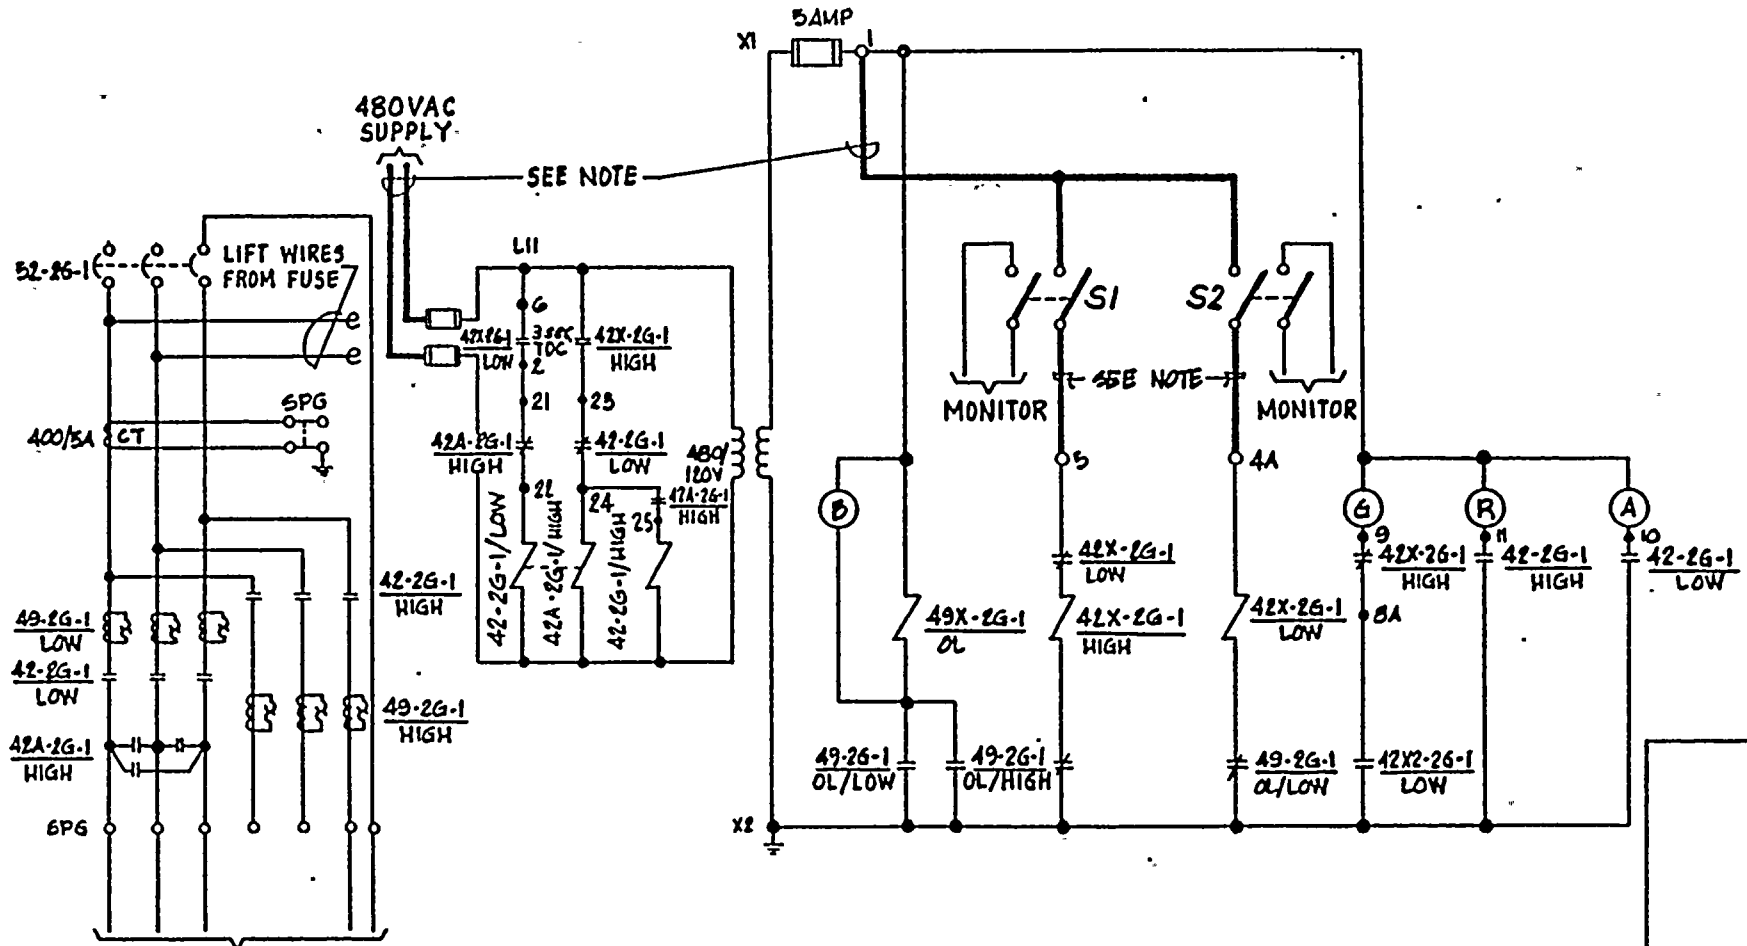 5AMP
X1
1
480VAC
SUPPLY
SEE NOTE
LIFT WIRES
FROM FUSE
52-2G-1
L11
6
42X-2G-1
LOW
3 SEC
TOC
2
42X-2G-1
HIGH
S1
S2
SEE NOTE
MONITOR
MONITOR
SPG
400/5A
CT
21
23
42A-2G-1
HIGH
42-2G-1
LOW
480/
120V
5
4A
22
24
42A-2G-1
HIGH
25
B
G
R
A
9
11
10
42-2G-1/LOW
42A-2G-1/HIGH
42-2G-1/HIGH
42X-2G-1
LOW
42X-2G-1
HIGH
42-2G-1
HIGH
42-2G-1
LOW
42-2G-1
HIGH
49-2G-1
LOW
49X-2G-1
OL
42X-2G-1
HIGH
42X-2G-1
LOW
8A
42-2G-1
LOW
49-2G-1
HIGH
42A-2G-1
HIGH
49-2G-1
OL/LOW
49-2G-1
OL/HIGH
49-2G-1
OL/LOW
42X2-2G-1
LOW
SPG
X2